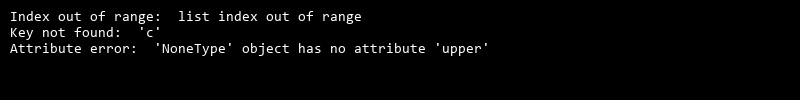 Index out of range:  list index out of range
Key not found:  'c'
Attribute error:  'NoneType' object has no attribute 'upper'